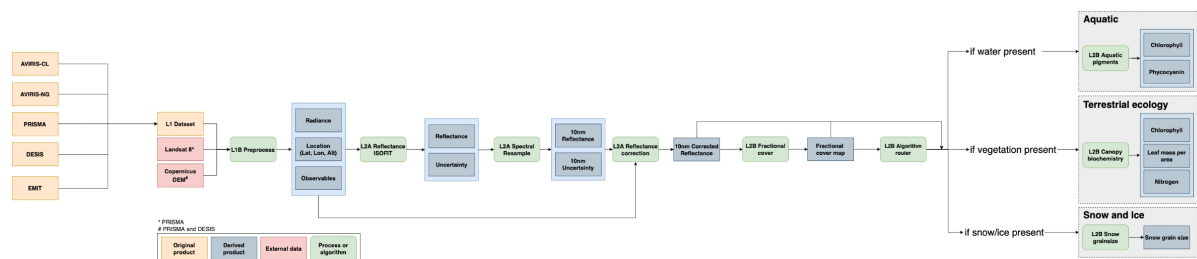 AVIRIS-CL
AVIRIS-NG
PRISMA
DESIS
EMIT
L1 Dataset
Landsat 8*
Copernicus
DEM#
L1B Preprocess
Radiance
Location
(Lat, Lon, Alt)
Observables
L2A Reflectance
ISOFIT
Reflectance
Uncertainty
L2A Spectral
Resample
10nm
Reflectance
10nm
Uncertainty
L2A Reflectance
correction
10nm Corrected
Reflectance
L2B Fractional
cover
Fractional
cover map
L2B Algorithm
router
if water present
if vegetation present
if snow/ice present
Aquatic
L2B Aquatic
pigments
Chlorophyll
Phycocyanin
Terrestrial ecology
L2B Canopy
biochemistry
Chlorophyll
Leaf mass per
area
Nitrogen
Snow and Ice
L2B Snow
grainsize
Snow grain size
* PRISMA
# PRISMA and DESIS
Original
product
Derived
product
External data
Process or
algorithm